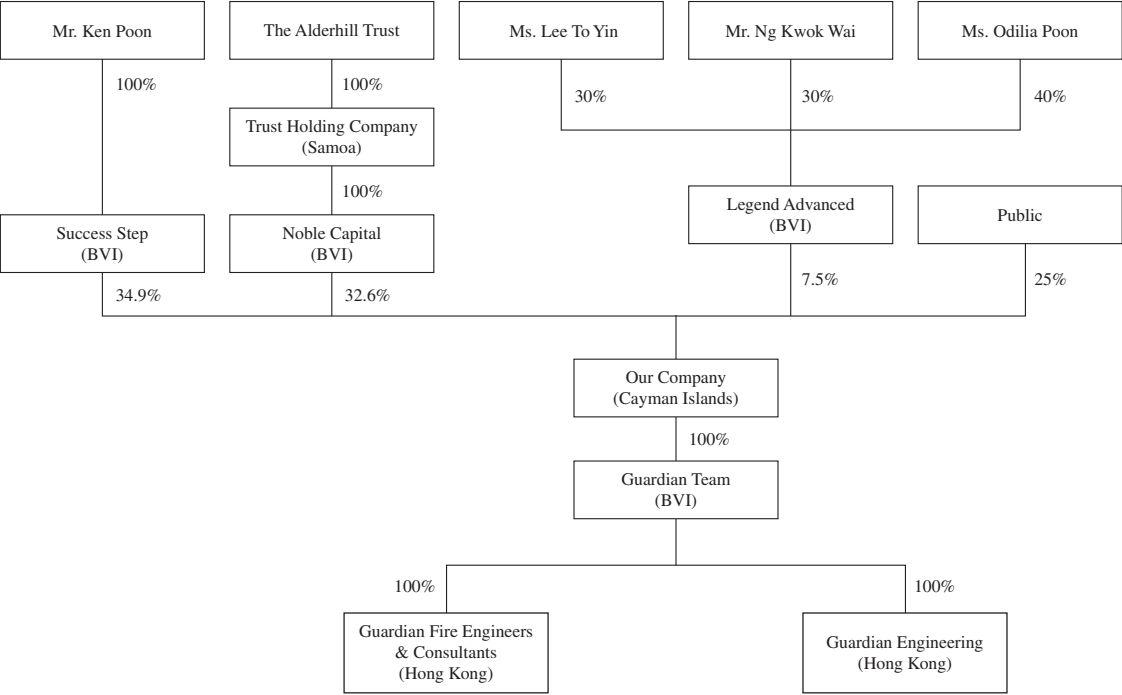 Mr. Ken Poon
The Alderhill Trust
Ms. Lee To Yin
Mr. Ng Kwok Wai
Ms. Odilia Poon
100%
100%
30%
30%
40%
Trust Holding Company
(Samoa)
100%
Success Step
(BVI)
Noble Capital
(BVI)
Legend Advanced
(BVI)
Public
34.9%
32.6%
7.5%
25%
Our Company
(Cayman Islands)
100%
Guardian Team
(BVI)
100%
100%
Guardian Fire Engineers
& Consultants
(Hong Kong)
Guardian Engineering
(Hong Kong)